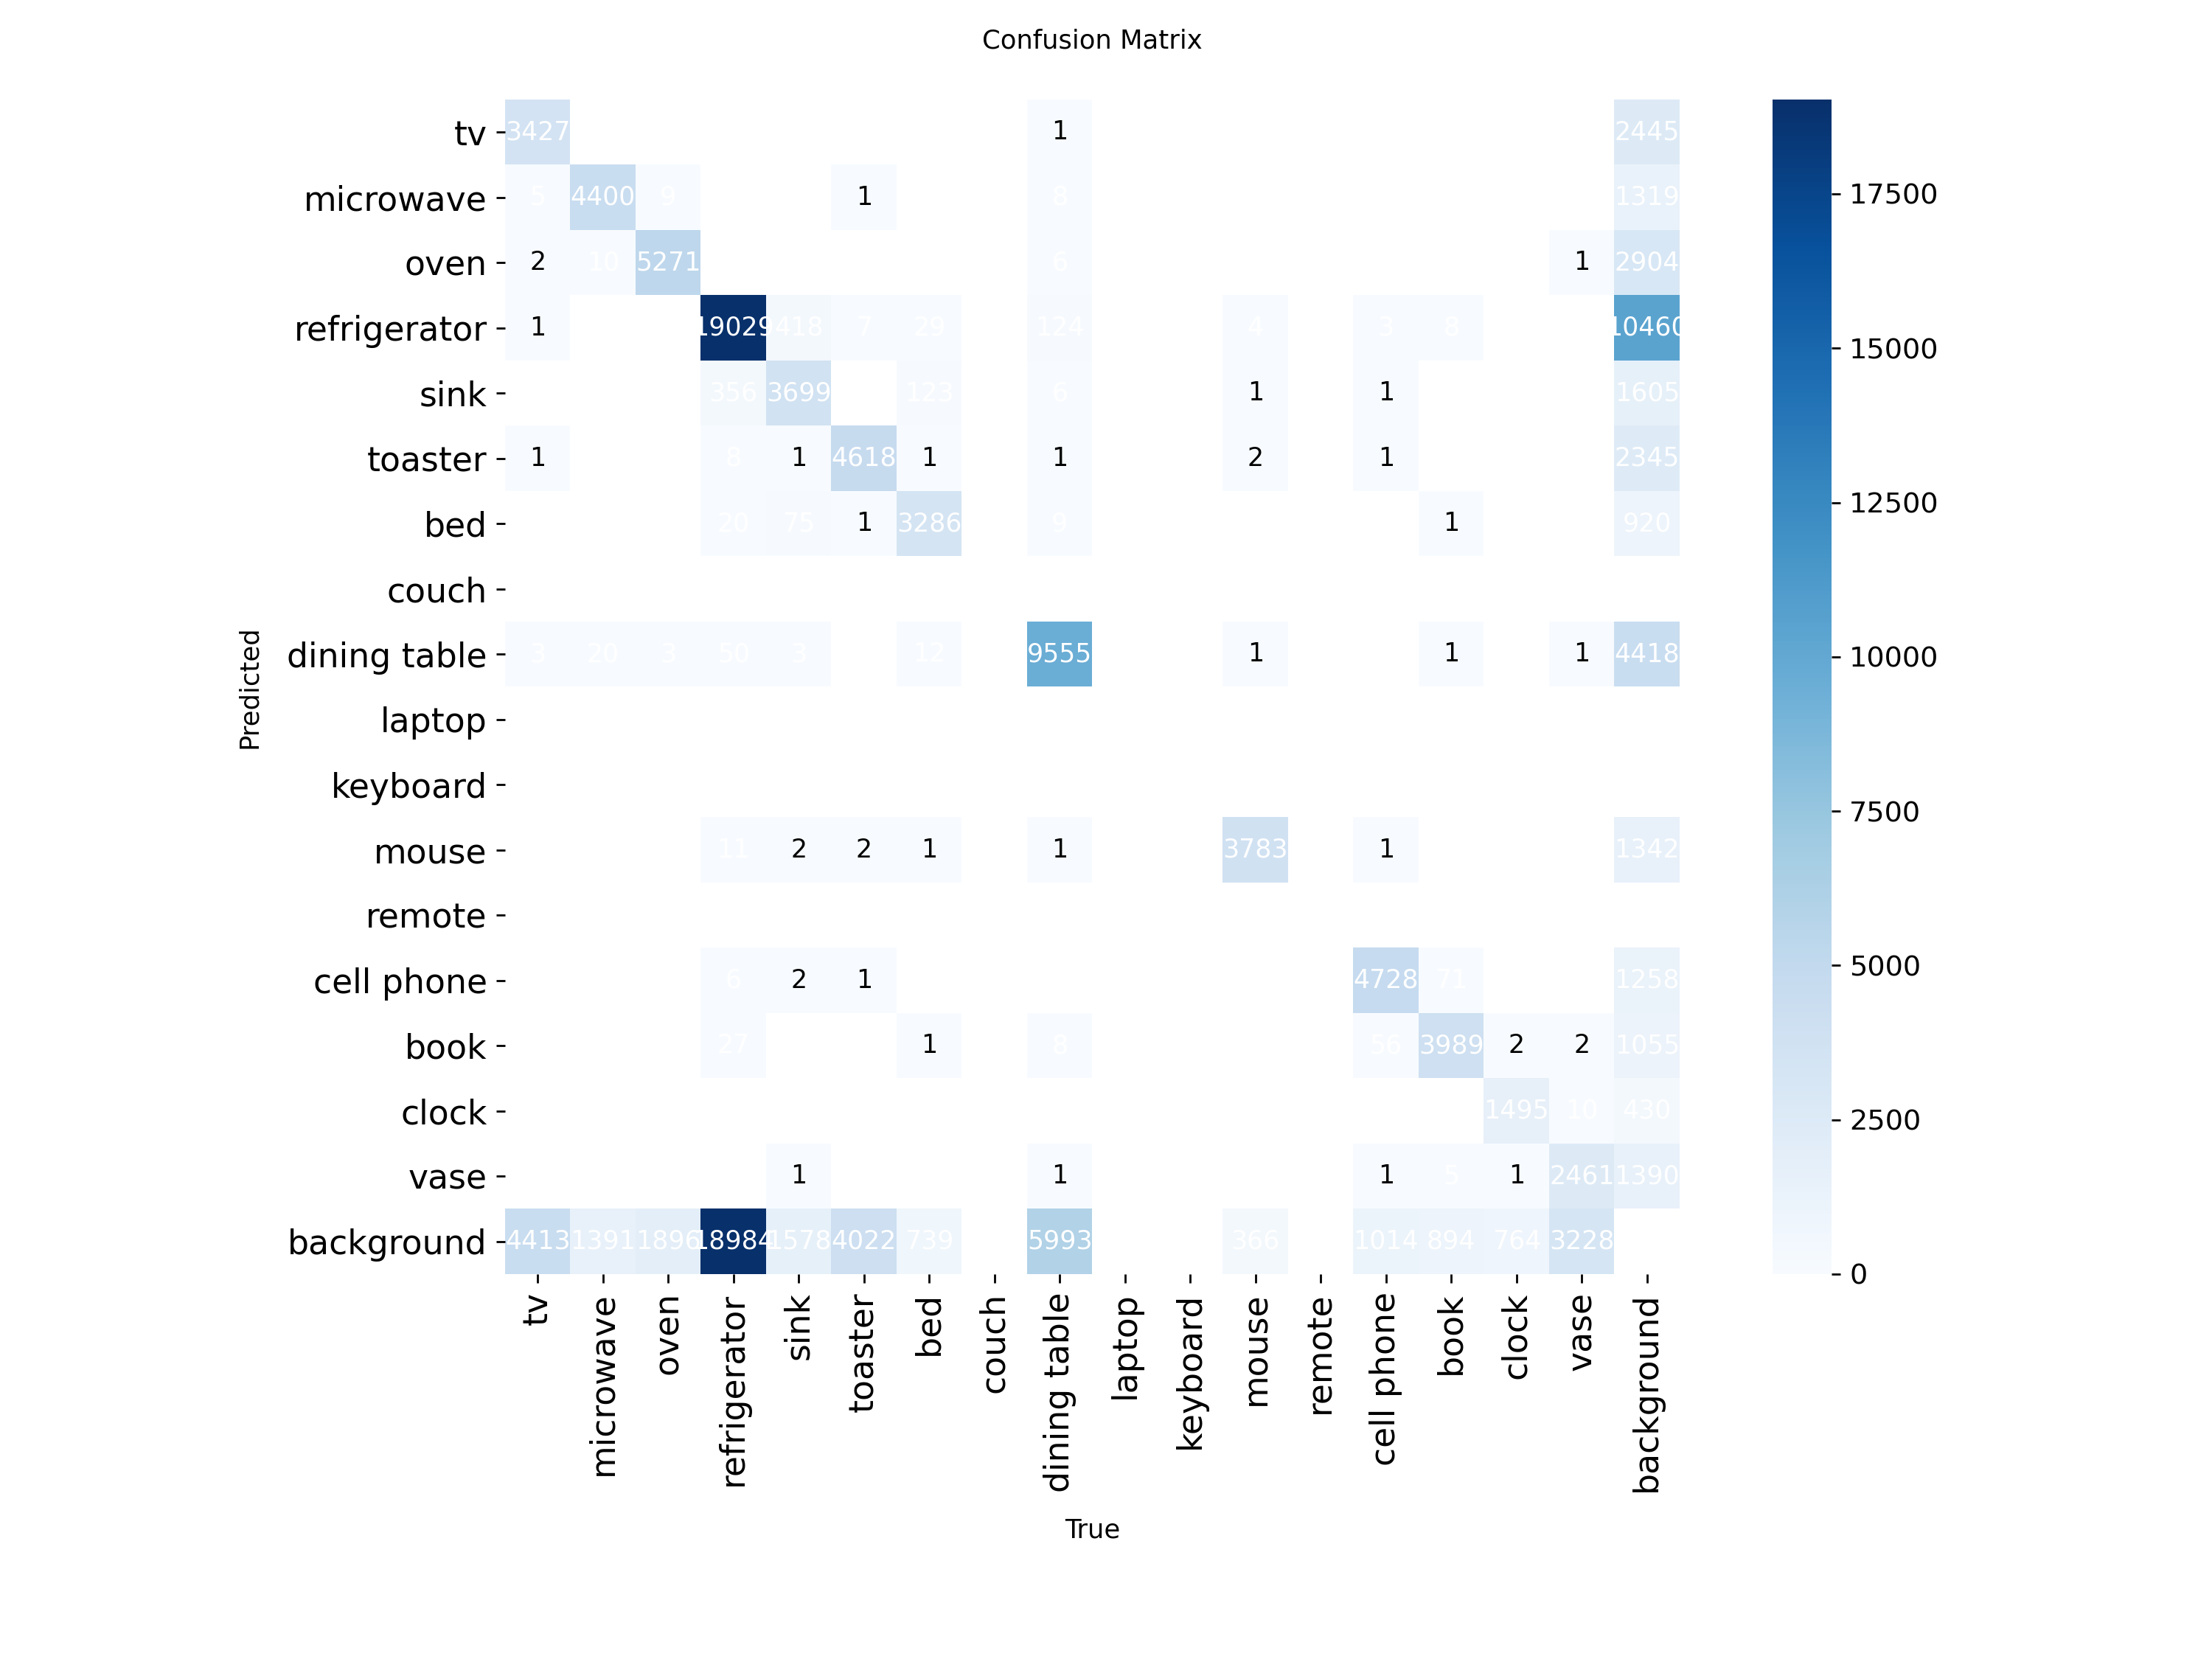 Confusion Matrix
tv 3427 1 2445
microwave 5 4400 9 1 8 1319
oven 2 10 5271 6 1 2904
refrigerator 1 19029 418 7 29 124 4 3 8 10460
sink 356 3699 123 6 1 1 1605
toaster 1 8 1 4618 1 1 2 1 2345
bed 20 75 1 3286 9 1 920
couch
dining table 3 20 3 50 3 12 9555 1 1 1 4418
laptop
keyboard
mouse 11 2 2 1 1 3783 1 1342
remote
cell phone 6 2 1 4728 71 1258
book 27 1 8 56 3989 2 2 1055
clock 1495 10 430
vase 1 1 1 5 1 2461 1390
background 4413 1391 1896 18984 1578 4022 739 5993 366 1014 894 764 3228
tv microwave oven refrigerator sink toaster bed couch dining table laptop keyboard mouse remote cell phone book clock vase background
Predicted
True
17500
15000
12500
10000
7500
5000
2500
0